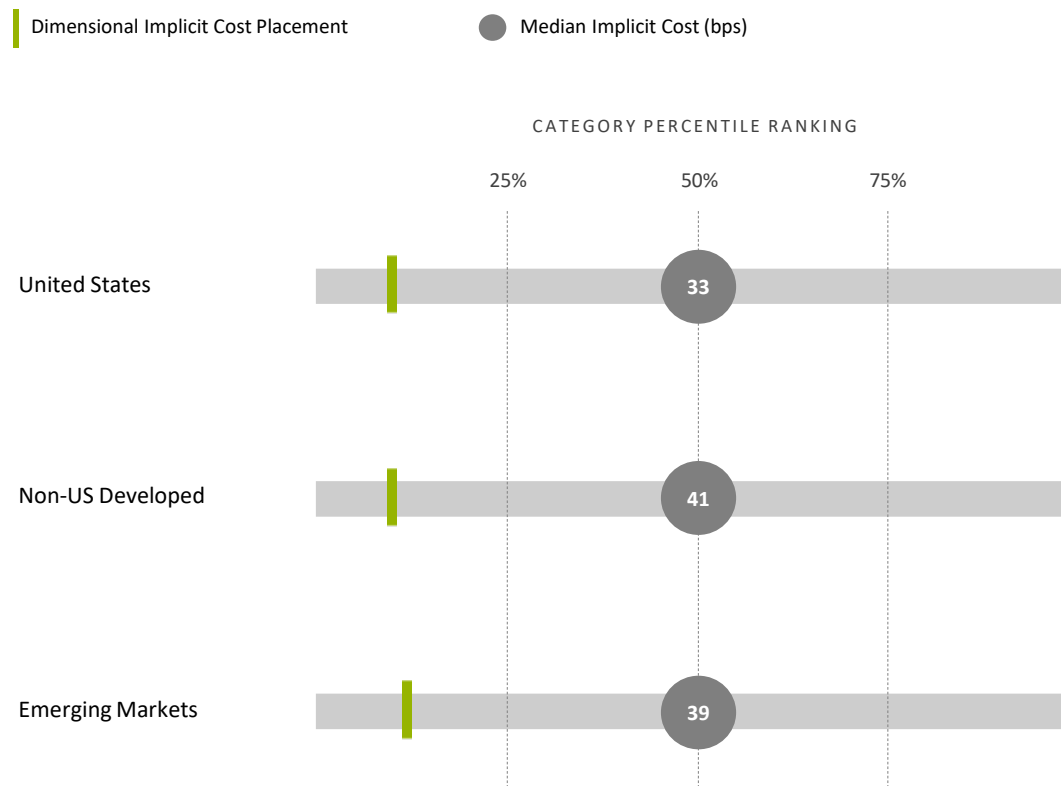 Dimensional Implicit Cost Placement
Median Implicit Cost (bps)
CATEGORY PERCENTILE RANKING
25% 50% 75%
United States 33
Non-US Developed 41
Emerging Markets 39